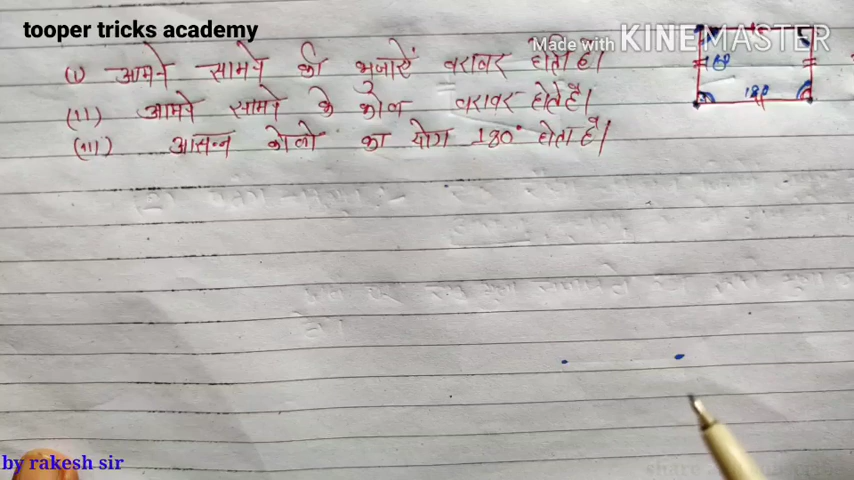 tooper tricks academy
Made with KINEMASTER
(i) आमने सामने की भुजाएं बराबर होती है।
(ii) आमने सामने के कोण बराबर होते है।
(iii) आसन्न कोणो का योग 180° होता है।
180
by rakesh sir